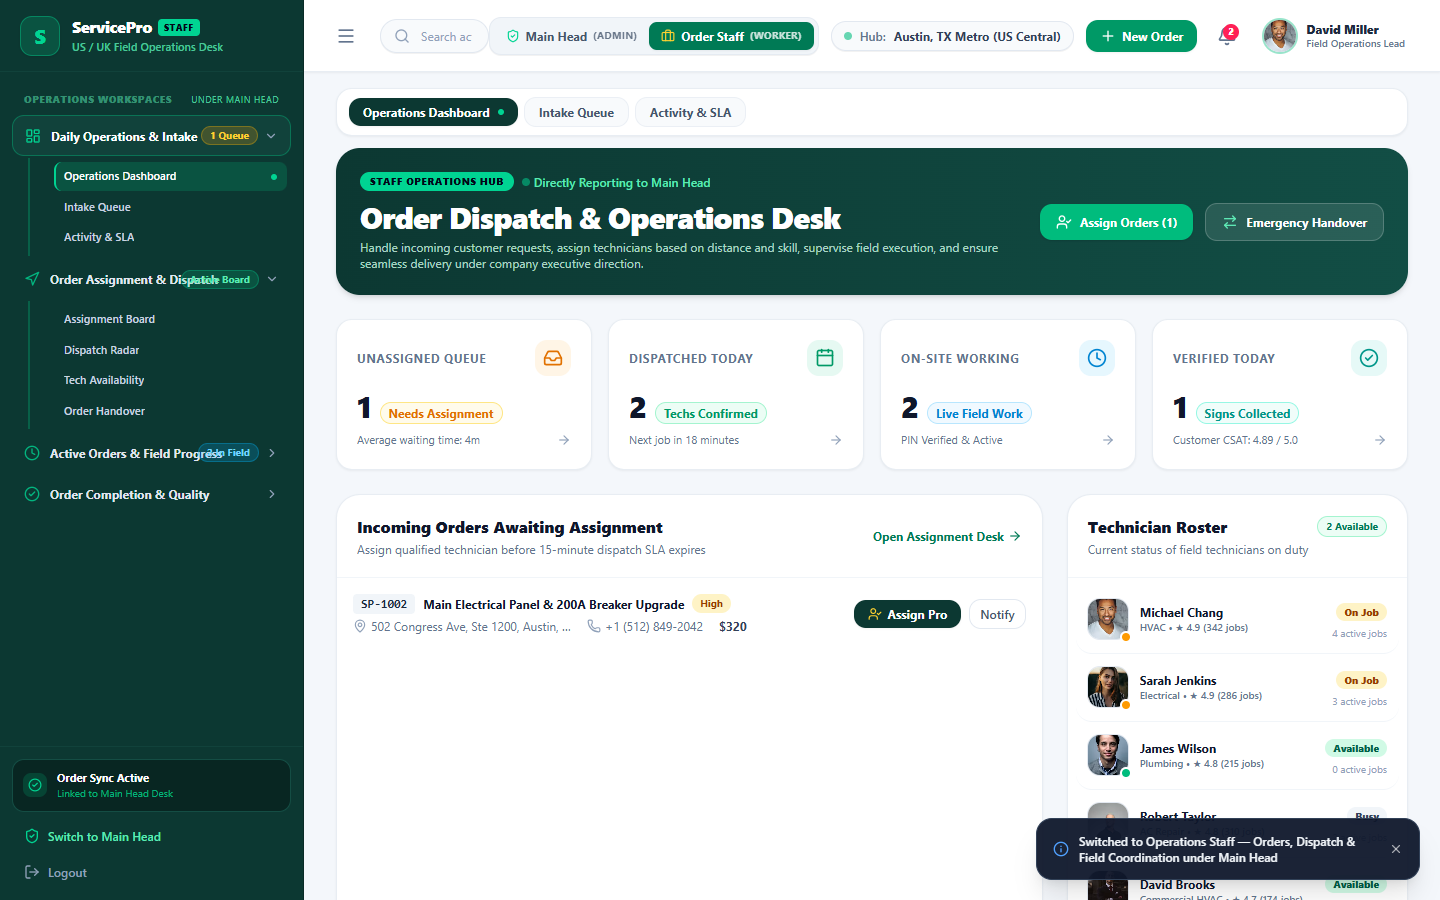 S
ServicePro STAFF
US / UK Field Operations Desk
Search ac
Main Head (ADMIN)
Order Staff (WORKER)
Hub: Austin, TX Metro (US Central)
New Order
2
David Miller
Field Operations Lead
OPERATIONS WORKSPACES UNDER MAIN HEAD
Daily Operations & Intake 1 Queue
Operations Dashboard
Intake Queue
Activity & SLA
Order Assignment & Dispatch Active Board
Assignment Board
Dispatch Radar
Tech Availability
Order Handover
Active Orders & Field Progress In Field
Order Completion & Quality
Order Sync Active
Linked to Main Head Desk
Switch to Main Head
Logout
Operations Dashboard
Intake Queue
Activity & SLA
STAFF OPERATIONS HUB Directly Reporting to Main Head
Order Dispatch & Operations Desk
Handle incoming customer requests, assign technicians based on distance and skill, supervise field execution, and ensure
seamless delivery under company executive direction.
Assign Orders (1)
Emergency Handover
UNASSIGNED QUEUE
1 Needs Assignment
Average waiting time: 4m
DISPATCHED TODAY
2 Techs Confirmed
Next job in 18 minutes
ON-SITE WORKING
2 Live Field Work
PIN Verified & Active
VERIFIED TODAY
1 Signs Collected
Customer CSAT: 4.89 / 5.0
Incoming Orders Awaiting Assignment
Assign qualified technician before 15-minute dispatch SLA expires
Open Assignment Desk
SP-1002 Main Electrical Panel & 200A Breaker Upgrade High
502 Congress Ave, Ste 1200, Austin, ... +1 (512) 849-2042 $320
Assign Pro
Notify
Technician Roster
2 Available
Current status of field technicians on duty
Michael Chang
On Job
HVAC • ★ 4.9 (342 jobs)
4 active jobs
Sarah Jenkins
On Job
Electrical • ★ 4.9 (286 jobs)
3 active jobs
James Wilson
Available
Plumbing • ★ 4.8 (215 jobs)
0 active jobs
Robert Taylor
Busy
Switched to Operations Staff — Orders, Dispatch &
Field Coordination under Main Head
David Brooks
Available
Commercial HVAC • ★ 4.7 (174 jobs)